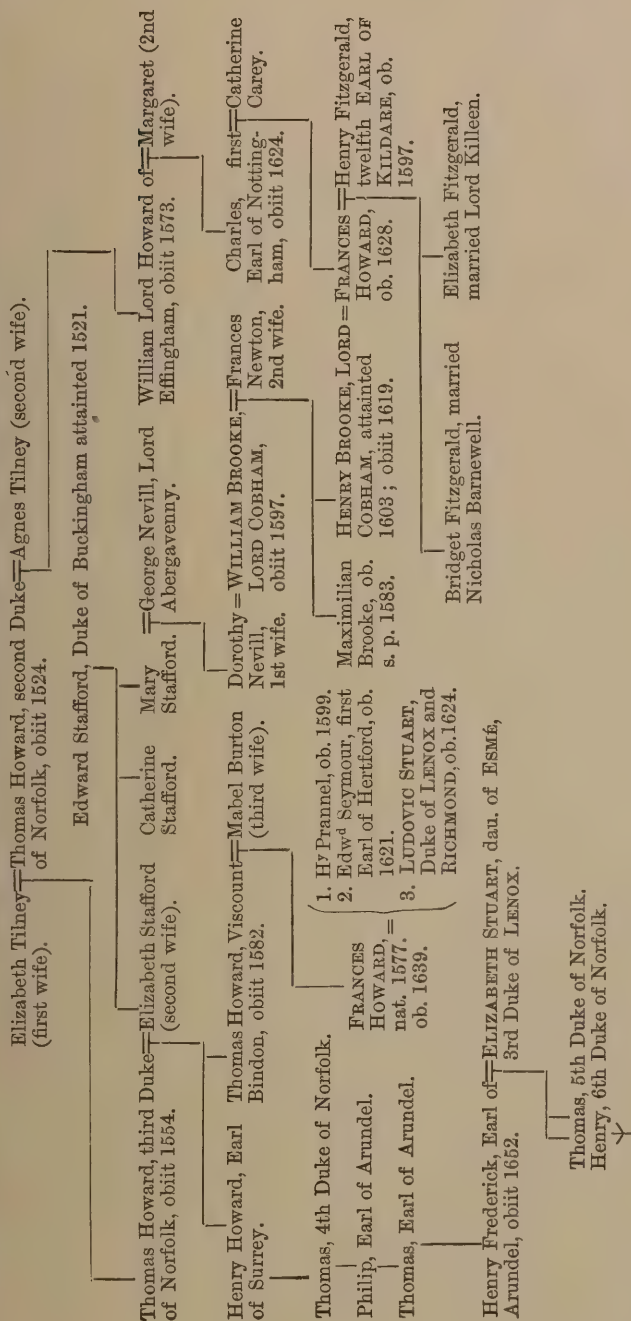 Elizabeth Tilney=Thomas Howard, second Duke=Agnes Tilney (second wife).
(first wife). of Norfolk, obiit 1524.
Edward Stafford, Duke of Buckingham attainted 1521.
Thomas Howard, third Duke=Elizabeth Stafford
of Norfolk, obiit 1554. (second wife).
Catherine
Stafford.
Mary
Stafford.
=George Nevill, Lord
Abergavenny.
William Lord Howard of=Margaret (2nd
Effingham, obiit 1573. wife).
Henry Howard, Earl
of Surrey.
Thomas Howard, Viscount=Mabel Burton
Bindon, obiit 1582. (third wife).
Dorothy=WILLIAM BROOKE,=Frances
Nevill, LORD COBHAM, Newton,
1st wife. obiit 1597. 2nd wife.
Charles, first=Catherine
Earl of Notting- Carey.
ham, obiit 1624.
Thomas, 4th Duke of Norfolk.
Philip, Earl of Arundel.
Thomas, Earl of Arundel.
FRANCES
HOWARD,
nat. 1577. =
ob. 1639.
1. Hy Prannel, ob. 1599.
2. Edwd Seymour, first
Earl of Hertford, ob.
1621.
3. LUDOVIC STUART,
Duke of LENOX and
RICHMOND, ob. 1624.
Maximilian
Brooke, ob.
s. p. 1583.
HENRY BROOKE, LORD=FRANCES=Henry Fitzgerald,
COBHAM, attainted HOWARD, twelfth EARL OF
1603; obiit 1619. ob. 1628. KILDARE, ob.
1597.
Bridget Fitzgerald, married
Nicholas Barnewell.
Elizabeth Fitzgerald,
married Lord Killeen.
Henry Frederick, Earl of=ELIZABETH STUART, dau. of ESMÉ,
Arundel, obiit 1652. 3rd Duke of LENOX.
Thomas, 5th Duke of Norfolk.
Henry, 6th Duke of Norfolk.